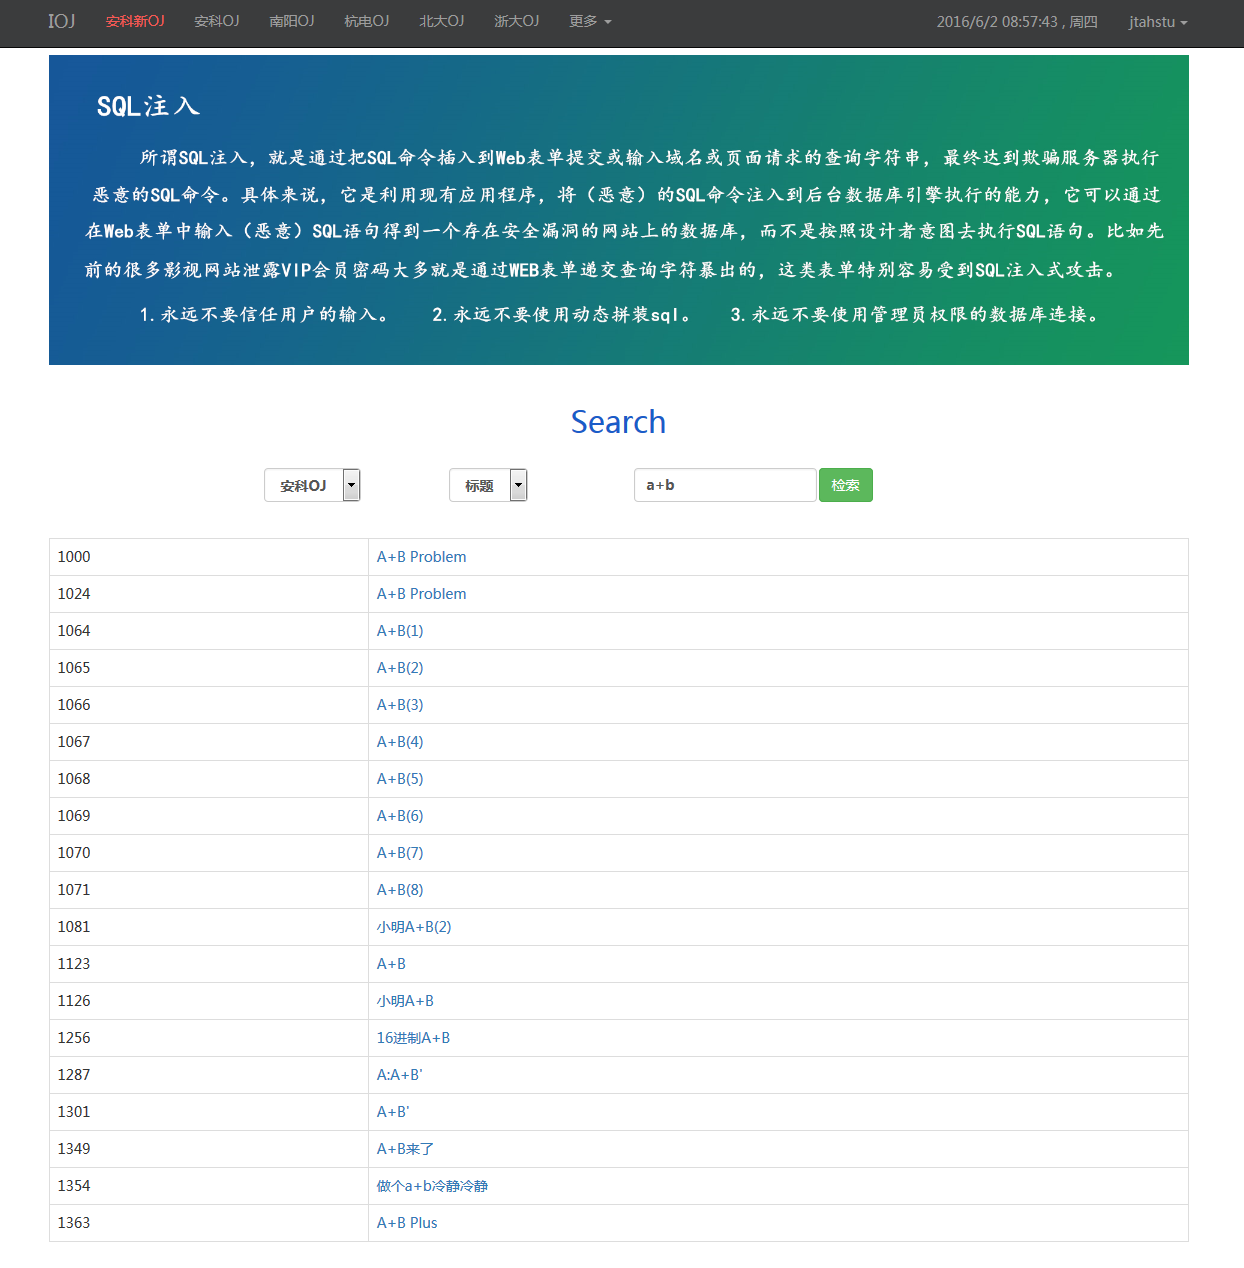 IOJ 安科新OJ 安科OJ 南阳OJ 杭电OJ 北大OJ 浙大OJ 更多 2016/6/2 08:57:43 , 周四 jtahstu
SQL注入
所谓SQL注入，就是通过把SQL命令插入到Web表单提交或输入域名或页面请求的查询字符串，最终达到欺骗服务器执行
恶意的SQL命令。具体来说，它是利用现有应用程序，将（恶意）的SQL命令注入到后台数据库引擎执行的能力，它可以通过
在Web表单中输入（恶意）SQL语句得到一个存在安全漏洞的网站上的数据库，而不是按照设计者意图去执行SQL语句。比如先
前的很多影视网站泄露VIP会员密码大多就是通过WEB表单递交查询字符暴出的，这类表单特别容易受到SQL注入式攻击。
1.永远不要信任用户的输入。 2.永远不要使用动态拼装sql。 3.永远不要使用管理员权限的数据库连接。
Search
安科OJ 标题 a+b 检索
1000 A+B Problem
1024 A+B Problem
1064 A+B(1)
1065 A+B(2)
1066 A+B(3)
1067 A+B(4)
1068 A+B(5)
1069 A+B(6)
1070 A+B(7)
1071 A+B(8)
1081 小明A+B(2)
1123 A+B
1126 小明A+B
1256 16进制A+B
1287 A:A+B'
1301 A+B'
1349 A+B来了
1354 做个a+b冷静冷静
1363 A+B Plus